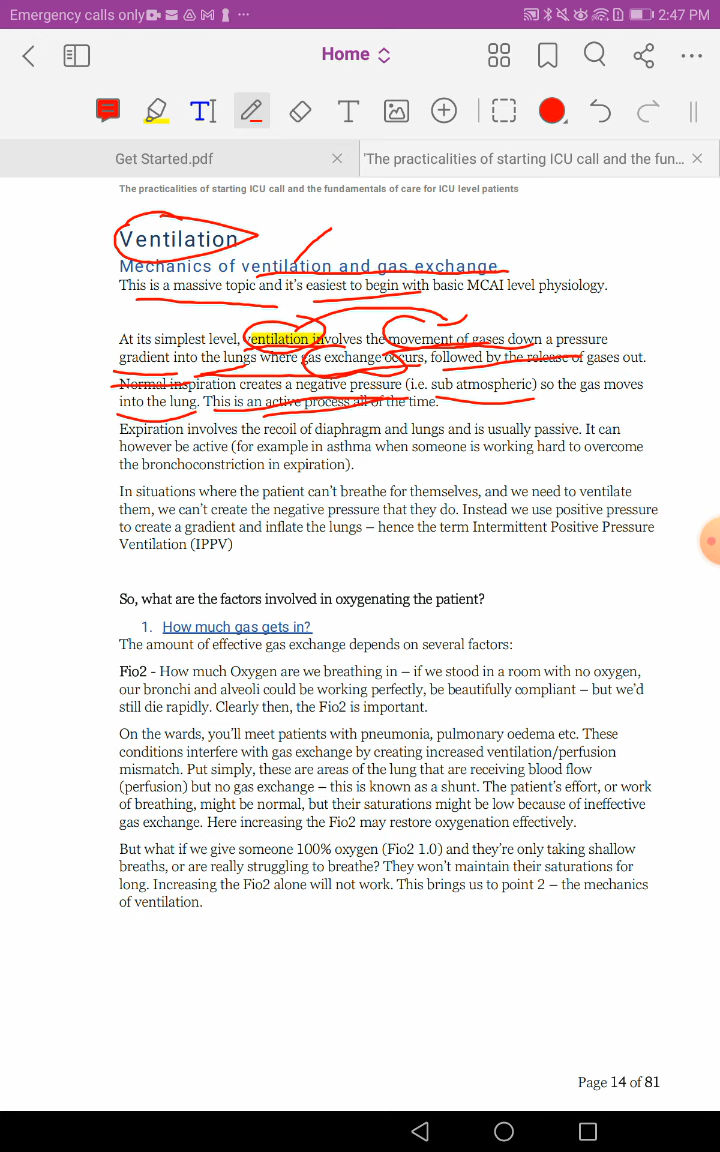 Emergency calls only
2:47 PM
Home
Get Started.pdf
'The practicalities of starting ICU call and the fun...
The practicalities of starting ICU call and the fundamentals of care for ICU level patients
Ventilation
Mechanics of ventilation and gas exchange
This is a massive topic and it's easiest to begin with basic MCAI level physiology.
At its simplest level, ventilation involves the movement of gases down a pressure
gradient into the lungs where gas exchange occurs, followed by the release of gases out.
Normal inspiration creates a negative pressure (i.e. sub atmospheric) so the gas moves
into the lung. This is an active process all of the time.
Expiration involves the recoil of diaphragm and lungs and is usually passive. It can
however be active (for example in asthma when someone is working hard to overcome
the bronchoconstriction in expiration).
In situations where the patient can't breathe for themselves, and we need to ventilate
them, we can't create the negative pressure that they do. Instead we use positive pressure
to create a gradient and inflate the lungs – hence the term Intermittent Positive Pressure
Ventilation (IPPV)
So, what are the factors involved in oxygenating the patient?
1. How much gas gets in?
The amount of effective gas exchange depends on several factors:
Fio2 - How much Oxygen are we breathing in – if we stood in a room with no oxygen,
our bronchi and alveoli could be working perfectly, be beautifully compliant – but we'd
still die rapidly. Clearly then, the Fio2 is important.
On the wards, you'll meet patients with pneumonia, pulmonary oedema etc. These
conditions interfere with gas exchange by creating increased ventilation/perfusion
mismatch. Put simply, these are areas of the lung that are receiving blood flow
(perfusion) but no gas exchange – this is known as a shunt. The patient's effort, or work
of breathing, might be normal, but their saturations might be low because of ineffective
gas exchange. Here increasing the Fio2 may restore oxygenation effectively.
But what if we give someone 100% oxygen (Fio2 1.0) and they're only taking shallow
breaths, or are really struggling to breathe? They won't maintain their saturations for
long. Increasing the Fio2 alone will not work. This brings us to point 2 – the mechanics
of ventilation.
Page 14 of 81